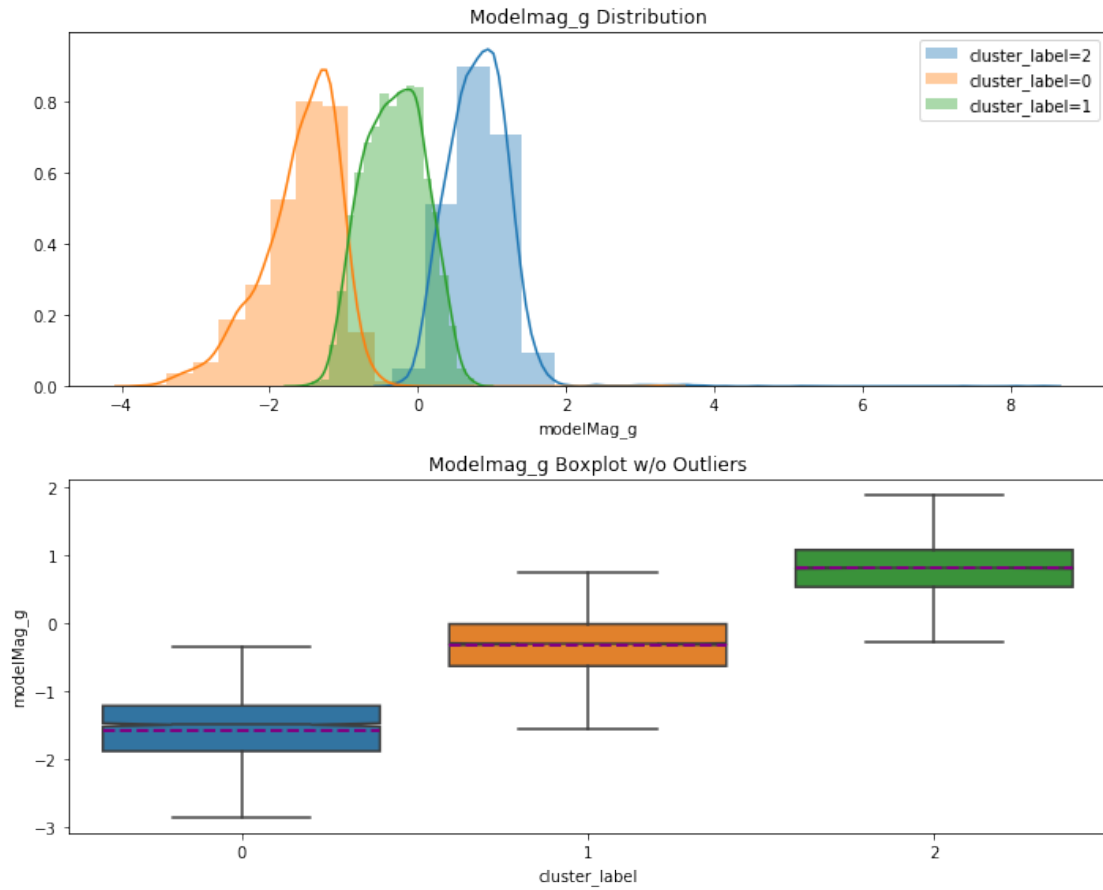 Modelmag_g Distribution
cluster_label=2
cluster_label=0
cluster_label=1
0.8
0.6
0.4
0.2
0.0
−4 −2 0 2 4 6 8
modelMag_g
Modelmag_g Boxplot w/o Outliers
2
1
0
−1
−2
−3
modelMag_g
0 1 2
cluster_label